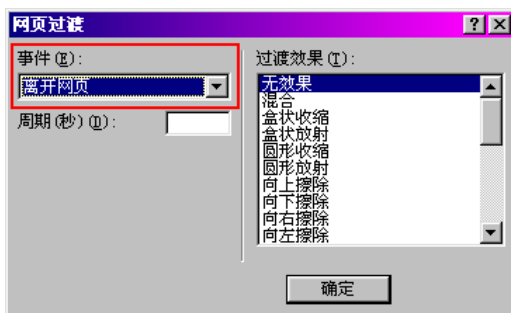 网页过渡
事件(E):
离开网页
周期(秒)(D):
过渡效果(T):
无效果
混合
盒状收缩
盒状放射
圆形收缩
圆形放射
向上擦除
向下擦除
向右擦除
向左擦除
确定